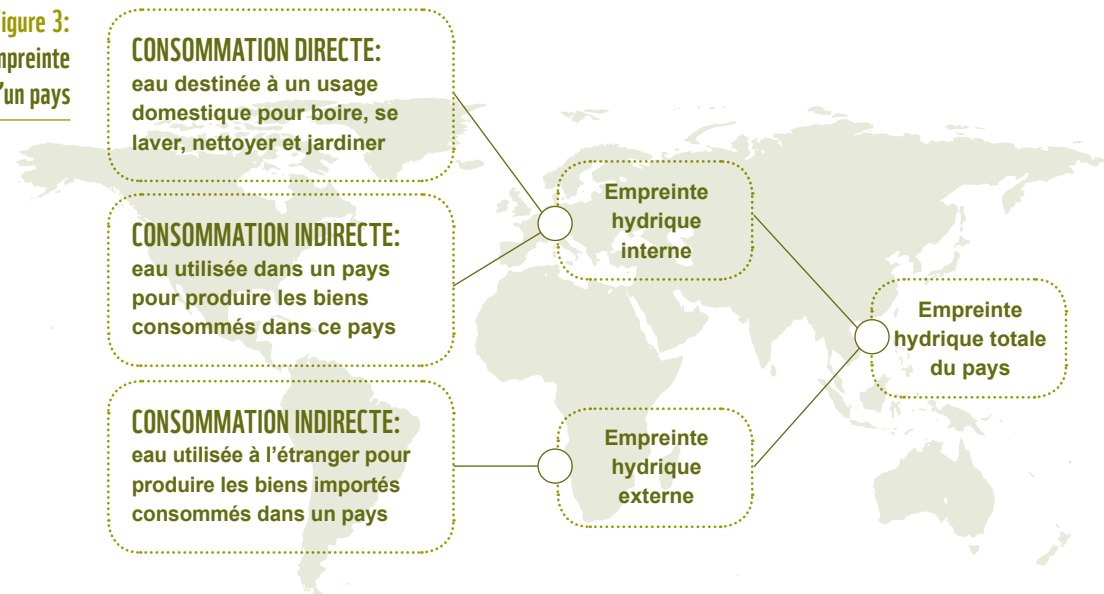 igure 3:
mpreinte
'un pays
CONSOMMATION DIRECTE:
eau destinée à un usage
domestique pour boire, se
laver, nettoyer et jardiner
CONSOMMATION INDIRECTE:
eau utilisée dans un pays
pour produire les biens
consommés dans ce pays
CONSOMMATION INDIRECTE:
eau utilisée à l’étranger pour
produire les biens importés
consommés dans un pays
Empreinte
hydrique
interne
Empreinte
hydrique
externe
Empreinte
hydrique totale
du pays